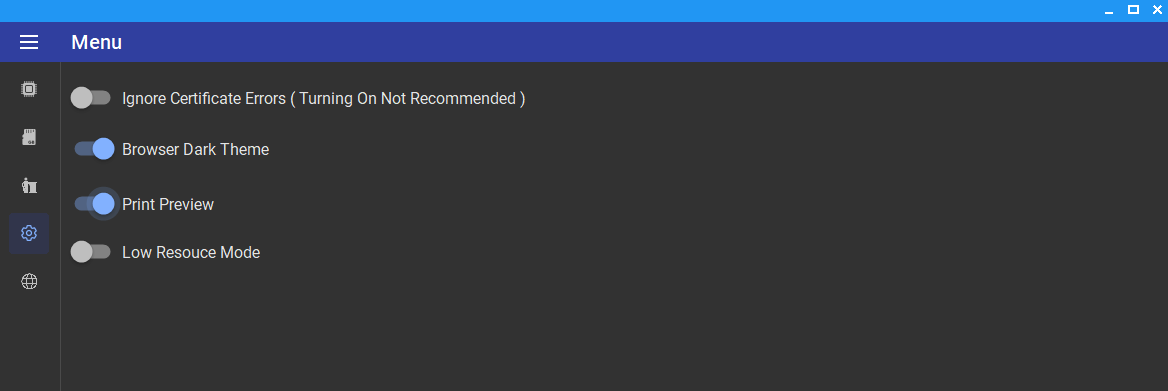 Menu
Ignore Certificate Errors ( Turning On Not Recommended )
Browser Dark Theme
Print Preview
Low Resouce Mode